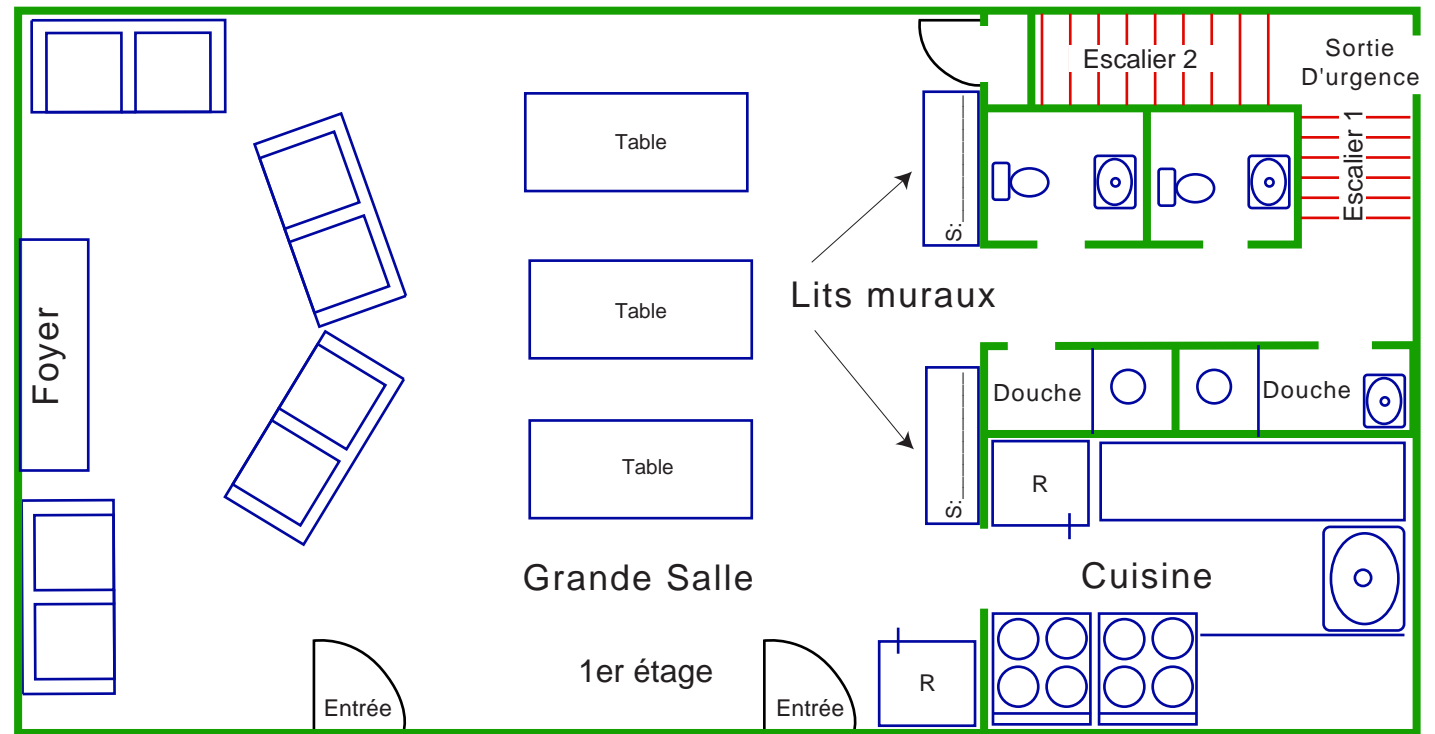 Escalier 2
Sortie
D'urgence
Table
Escalier 1
S:
Lits muraux
Table
Foyer
Douche
Douche
Table
S:
R
Grande Salle
Cuisine
1er étage
R
Entrée
Entrée